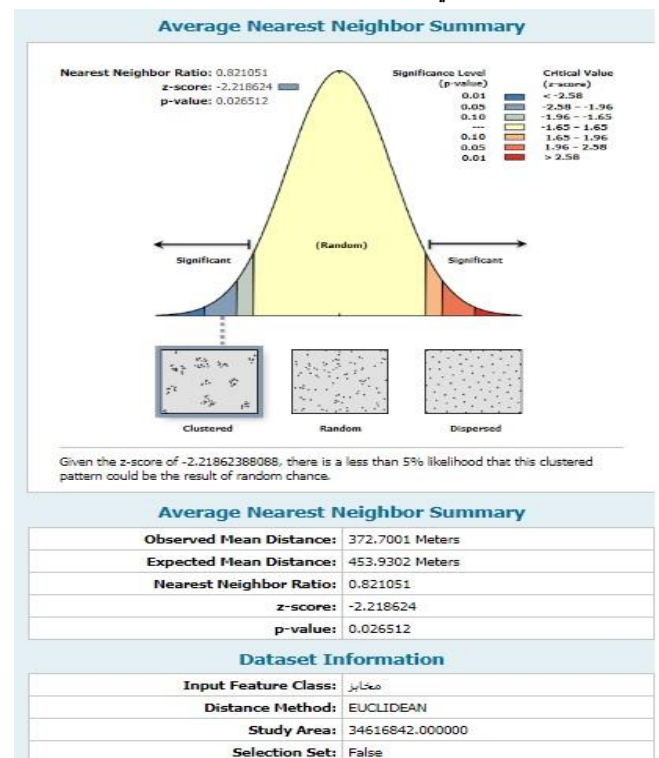 Average Nearest Neighbor Summary
Nearest Neighbor Ratio: 0.821051
z-score: -2.218624
p-value: 0.026512
Significance Level (p-value)
Critical Value (z-score)
0.01 < -2.58
0.05 -2.58 - -1.96
0.10 -1.96 - -1.65
--- -1.65 - 1.65
0.10 1.65 - 1.96
0.05 1.96 - 2.58
0.01 > 2.58
Significant
(Random)
Significant
Clustered
Random
Dispersed
Given the z-score of -2.21862388088, there is a less than 5% likelihood that this clustered
pattern could be the result of random chance.
Average Nearest Neighbor Summary
Observed Mean Distance: 372.7001 Meters
Expected Mean Distance: 453.9302 Meters
Nearest Neighbor Ratio: 0.821051
z-score: -2.218624
p-value: 0.026512
Dataset Information
Input Feature Class: مخابز
Distance Method: EUCLIDEAN
Study Area: 34616842.000000
Selection Set: False